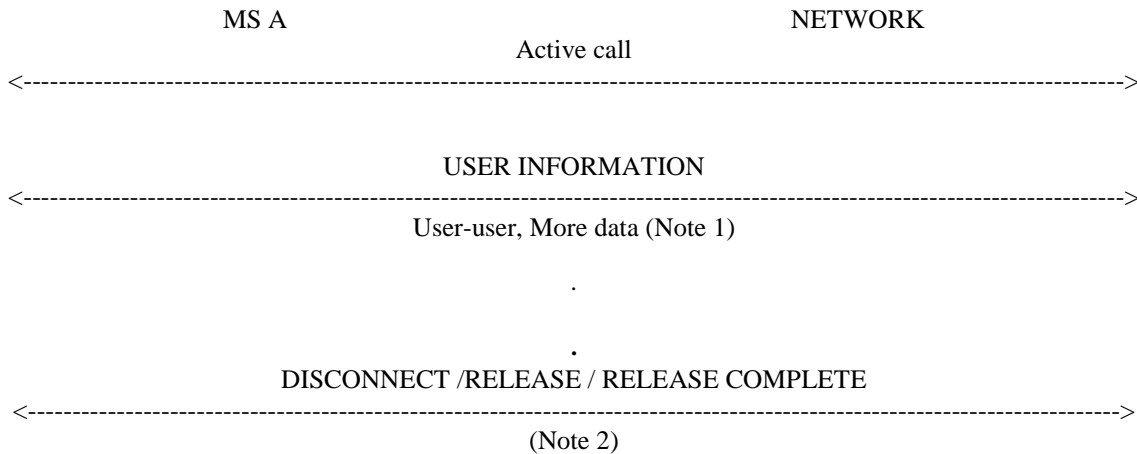 MS A NETWORK
Active call
<---------------------------------------------------------------------------------------------------------------------------->
USER INFORMATION
<---------------------------------------------------------------------------------------------------------------------------->
User-user, More data (Note 1)
.
.
DISCONNECT /RELEASE / RELEASE COMPLETE
<--------------------------------------------------------------------------------------------------------------------------->
(Note 2)